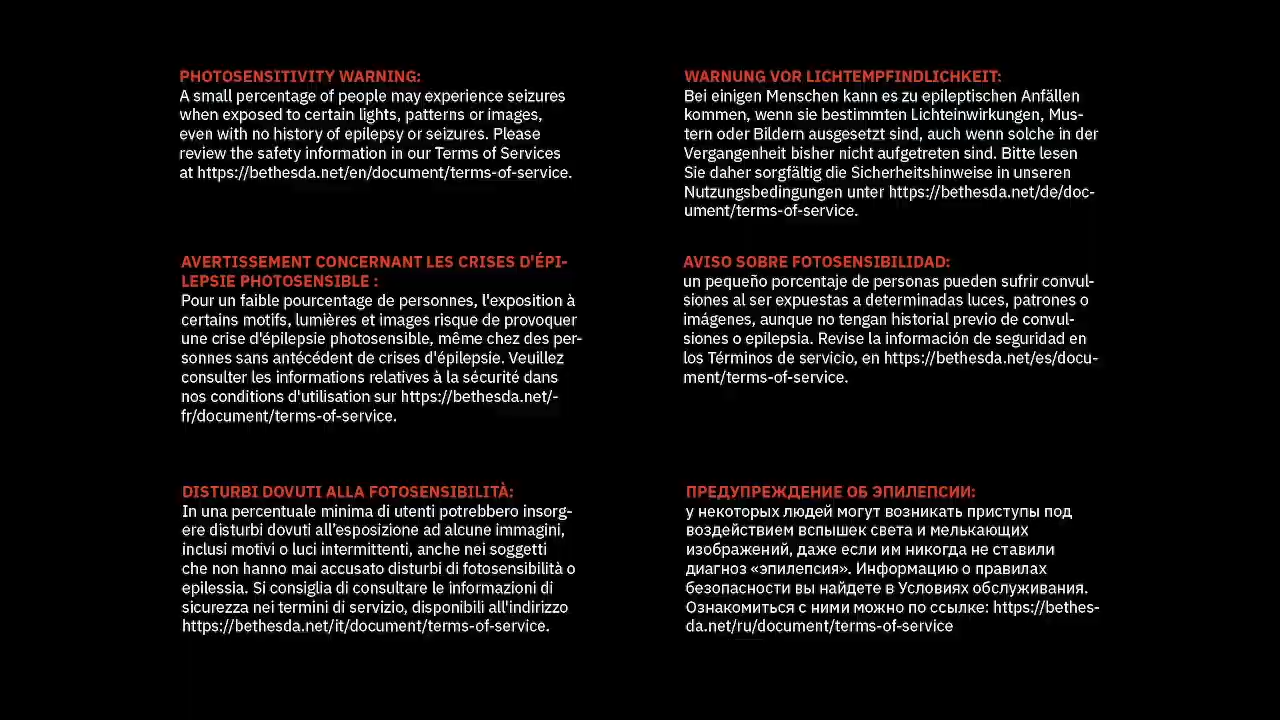 PHOTOSENSITIVITY WARNING:
A small percentage of people may experience seizures
when exposed to certain lights, patterns or images,
even with no history of epilepsy or seizures. Please
review the safety information in our Terms of Services
at https://bethesda.net/en/document/terms-of-service.
WARNUNG VOR LICHTEMPFINDLICHKEIT:
Bei einigen Menschen kann es zu epileptischen Anfällen
kommen, wenn sie bestimmten Lichteinwirkungen, Mus-
tern oder Bildern ausgesetzt sind, auch wenn solche in der
Vergangenheit bisher nicht aufgetreten sind. Bitte lesen
Sie daher sorgfältig die Sicherheitshinweise in unseren
Nutzungsbedingungen unter https://bethesda.net/de/doc-
ument/terms-of-service.
AVERTISSEMENT CONCERNANT LES CRISES D'ÉPI-
LEPSIE PHOTOSENSIBLE :
Pour un faible pourcentage de personnes, l'exposition à
certains motifs, lumières et images risque de provoquer
une crise d'épilepsie photosensible, même chez des per-
sonnes sans antécédent de crises d'épilepsie. Veuillez
consulter les informations relatives à la sécurité dans
nos conditions d'utilisation sur https://bethesda.net/-
fr/document/terms-of-service.
AVISO SOBRE FOTOSENSIBILIDAD:
un pequeño porcentaje de personas pueden sufrir convul-
siones al ser expuestas a determinadas luces, patrones o
imágenes, aunque no tengan historial previo de convul-
siones o epilepsia. Revise la información de seguridad en
los Términos de servicio, en https://bethesda.net/es/docu-
ment/terms-of-service.
DISTURBI DOVUTI ALLA FOTOSENSIBILITÀ:
In una percentuale minima di utenti potrebbero insorg-
ere disturbi dovuti all'esposizione ad alcune immagini,
inclusi motivi o luci intermittenti, anche nei soggetti
che non hanno mai accusato disturbi di fotosensibilità o
epilessia. Si consiglia di consultare le informazioni di
sicurezza nei termini di servizio, disponibili all'indirizzo
https://bethesda.net/it/document/terms-of-service.
ПРЕДУПРЕЖДЕНИЕ ОБ ЭПИЛЕПСИИ:
у некоторых людей могут возникать приступы под
воздействием вспышек света и мелькающих
изображений, даже если им никогда не ставили
диагноз «эпилепсия». Информацию о правилах
безопасности вы найдете в Условиях обслуживания.
Ознакомиться с ними можно по ссылке: https://bethes-
da.net/ru/document/terms-of-service